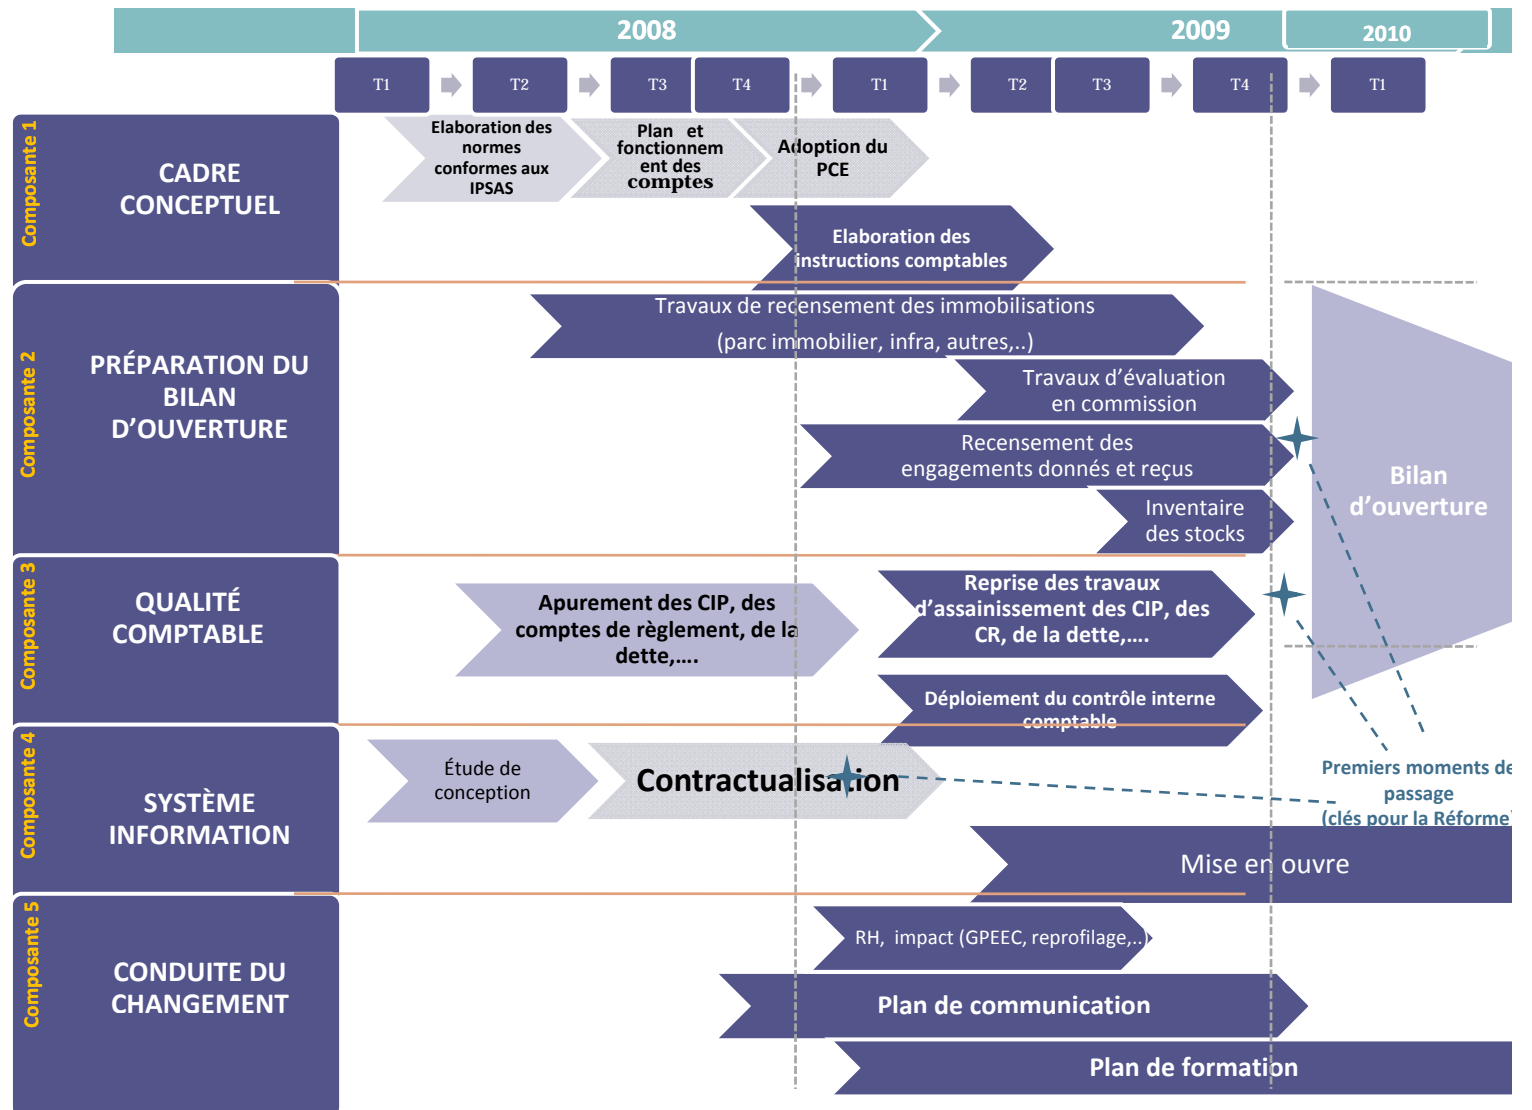 2008
2009
2010
T1
T2
T3
T4
T1
T2
T3
T4
T1
Composante 1
CADRE
CONCEPTUEL
Elaboration des
normes
conformes aux
IPSAS
Plan et
fonctionnem
ent des
comptes
Adoption du
PCE
Elaboration des
instructions comptables
Composante 2
PRÉPARATION DU
BILAN
D’OUVERTURE
Travaux de recensement des immobilisations
(parc immobilier, infra, autres,..)
Travaux d’évaluation
en commission
Recensement des
engagements donnés et reçus
Inventaire
des stocks
Bilan
d’ouverture
Composante 3
QUALITÉ
COMPTABLE
Apurement des CIP, des
comptes de règlement, de la
dette,....
Reprise des travaux
d’assainissement des CIP, des
CR, de la dette,....
Déploiement du contrôle interne
comptable
Composante 4
SYSTÈME
INFORMATION
Étude de
conception
Contractualisation
Premiers moments de
passage
(clés pour la Réforme)
Mise en ouvre
Composante 5
CONDUITE DU
CHANGEMENT
RH, impact (GPEEC, reprofilage,..)
Plan de communication
Plan de formation